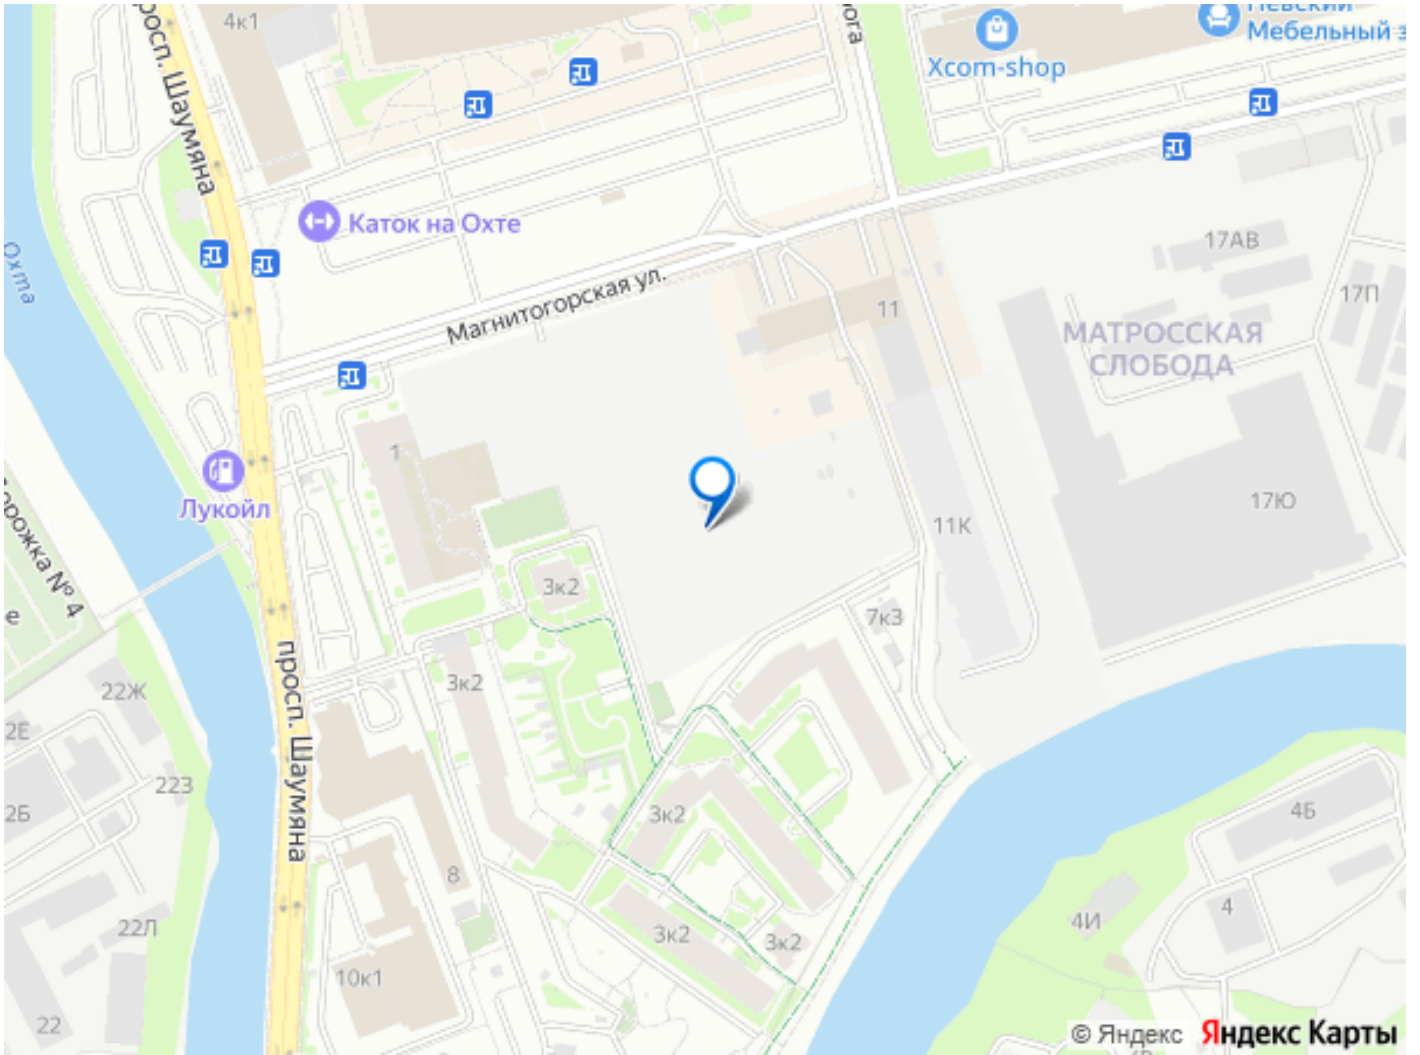 4к1
просп. Шаумяна
Xcom-shop
Невский
Мебельный з
Каток на Охте
Охта
Магнитогорская ул.
17АВ
17П
11
МАТРОССКАЯ
СЛОБОДА
1
Лукойл
17Ю
11К
3к2
7к3
22Ж
3к2
просп. Шаумяна
2Е
223
2Б
3к2
4Б
8
4
22Л
3к2
3к2
4И
10к1
22
© Яндекс
Яндекс Карты